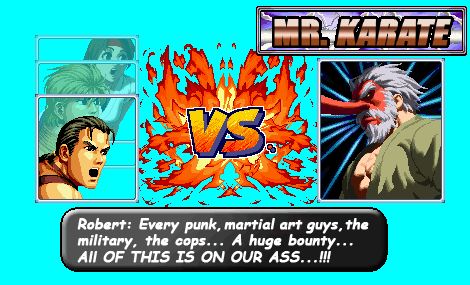 MR. KARATE
VS.
Robert: Every punk, martial art guys, the
military, the cops... A huge bounty...
All OF THIS IS ON OUR ASS...!!!